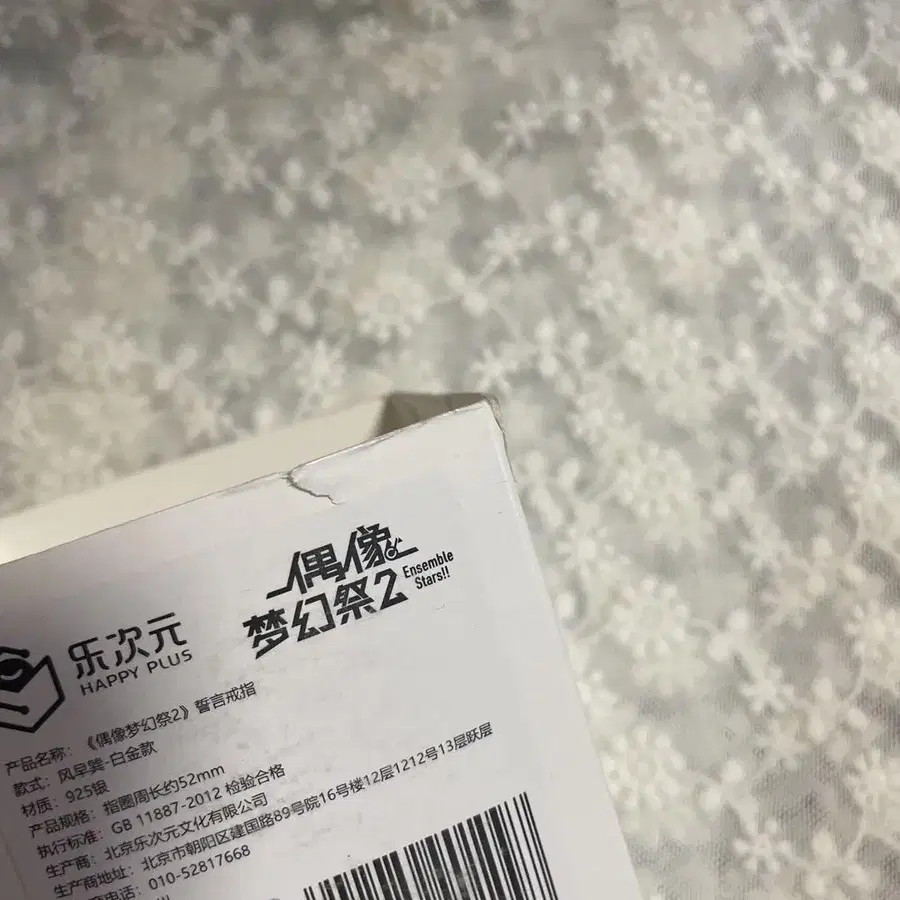 偶像
梦幻祭2
Ensemble
Stars!!
乐次元
HAPPY PLUS
产品名称：《偶像梦幻祭2》誓言戒指
款式：风早巽-白金款
材质：925银
产品规格：指圈周长约52mm
执行标准：GB 11887-2012 检验合格
生产商：北京乐次元文化有限公司
生产商地址：北京市朝阳区建国路89号院16号楼12层1212号13层跃层
电话：010-52817668